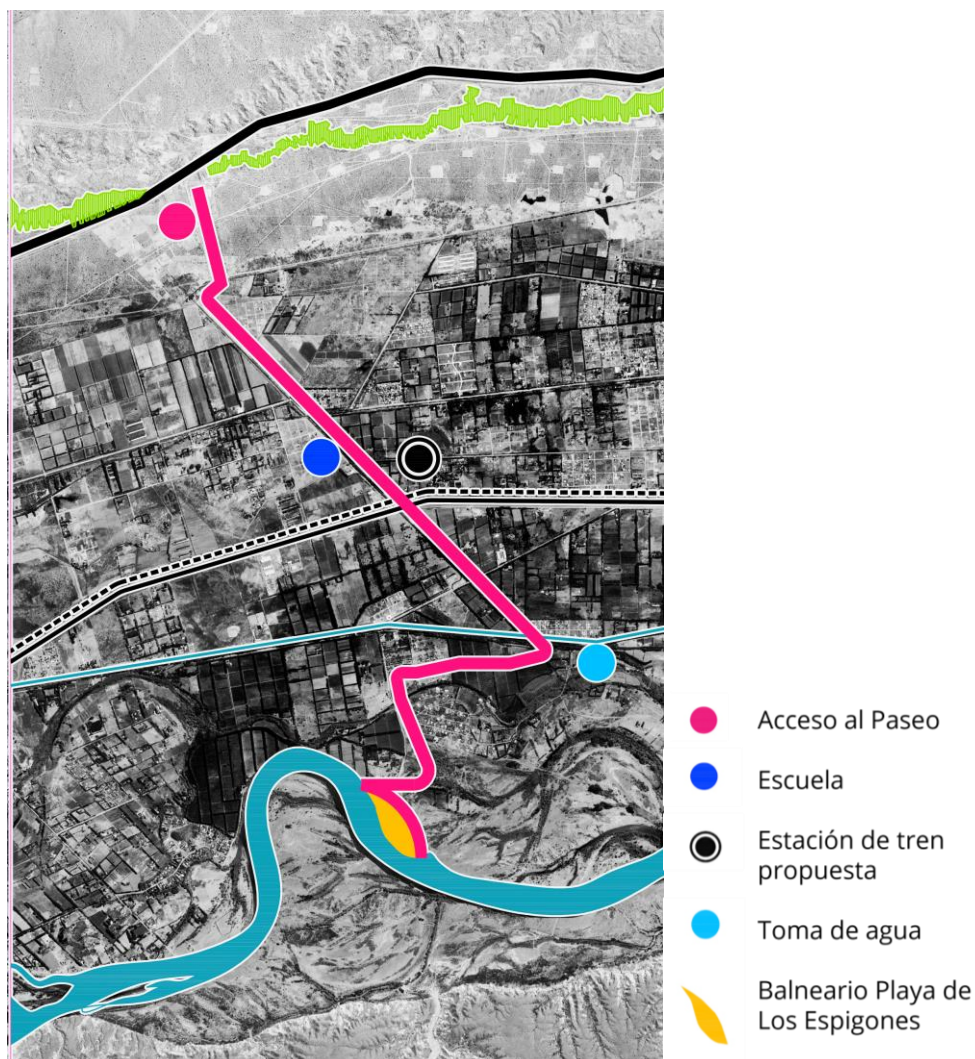 Acceso al Paseo
Escuela
Estación de tren
propuesta
Toma de agua
Balneario Playa de
Los Espigones